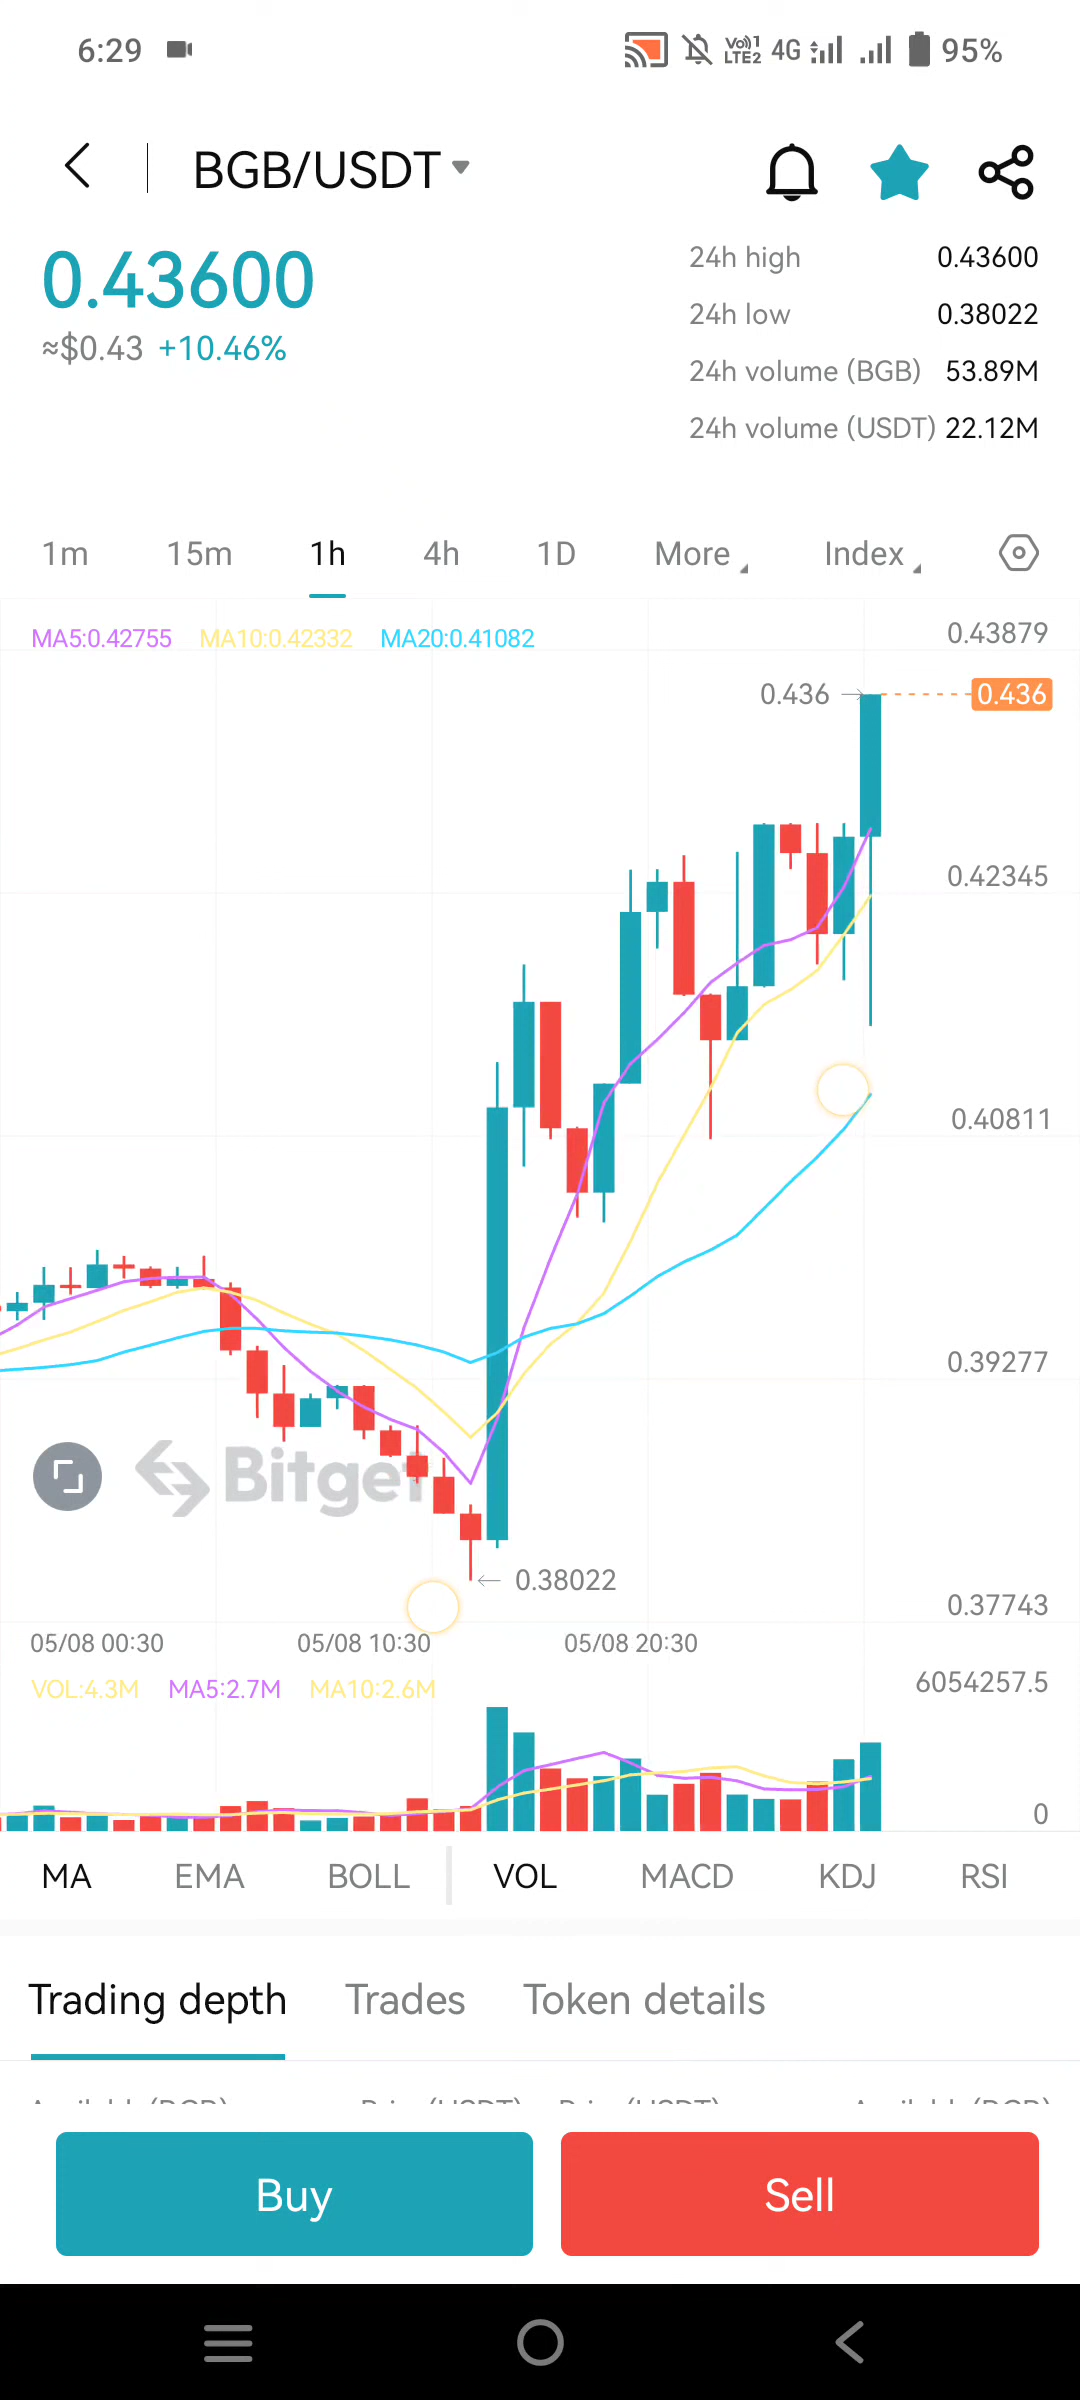 6:29
Vo)) 1 LTE2 4G 95%
BGB/USDT
0.43600
≈$0.43 +10.46%
24h high 0.43600
24h low 0.38022
24h volume (BGB) 53.89M
24h volume (USDT) 22.12M
1m 15m 1h 4h 1D More Index
MA5:0.42755 MA10:0.42332 MA20:0.41082
0.43879
0.436 0.436
0.42345
0.40811
0.39277
Bitget
0.38022
0.37743
05/08 00:30 05/08 10:30 05/08 20:30
VOL:4.3M MA5:2.7M MA10:2.6M 6054257.5
0
MA EMA BOLL VOL MACD KDJ RSI
Trading depth Trades Token details
Buy Sell